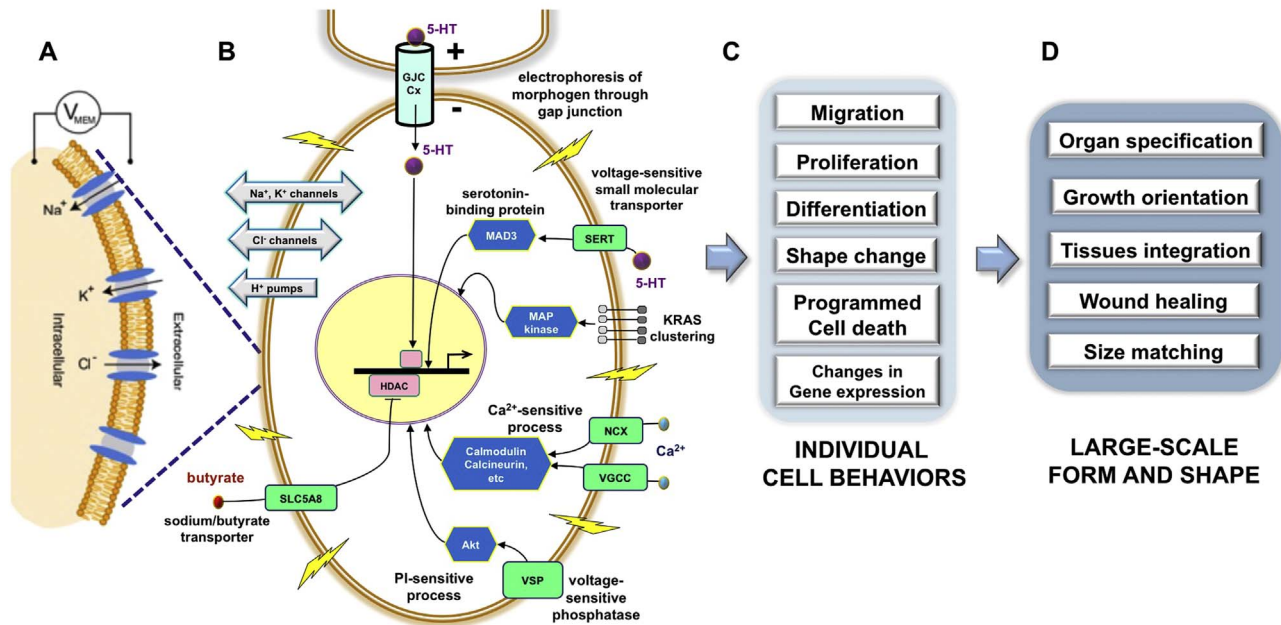 A
V MEM
Na+
K+
Cl-
Intracellular
Extracellular
B
5-HT
+
GJC
Cx
-
electrophoresis of
morphogen through
gap junction
5-HT
Na+, K+ channels
Cl- channels
H+ pumps
voltage-sensitive
small molecular
transporter
serotonin-
binding protein
MAD3
SERT
5-HT
MAP
kinase
KRAS
clustering
HDAC
Ca2+-sensitive
process
NCX
Calmodulin
Calcineurin,
etc
Ca2+
VGCC
butyrate
SLC5A8
sodium/butyrate
transporter
Akt
PI-sensitive
process
VSP
voltage-
sensitive
phosphatase
C
Migration
Proliferation
Differentiation
Shape change
Programmed
Cell death
Changes in
Gene expression
INDIVIDUAL
CELL BEHAVIORS
D
Organ specification
Growth orientation
Tissues integration
Wound healing
Size matching
LARGE-SCALE
FORM AND SHAPE